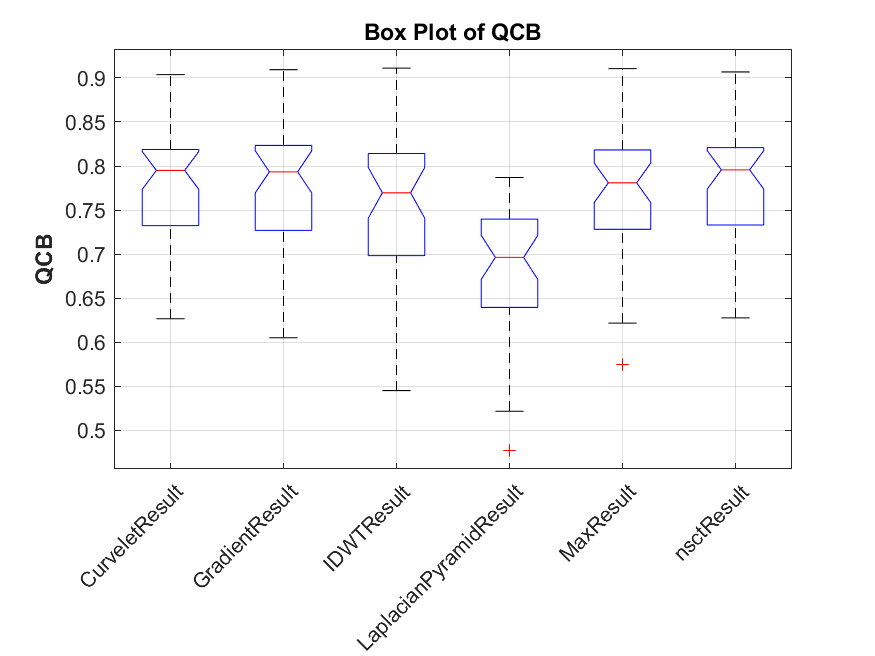 Box Plot of QCB
QCB
0.9
0.85
0.8
0.75
0.7
0.65
0.6
0.55
0.5
CurveletResult
GradientResult
IDWTResult
LaplacianPyramidResult
MaxResult
nsctResult